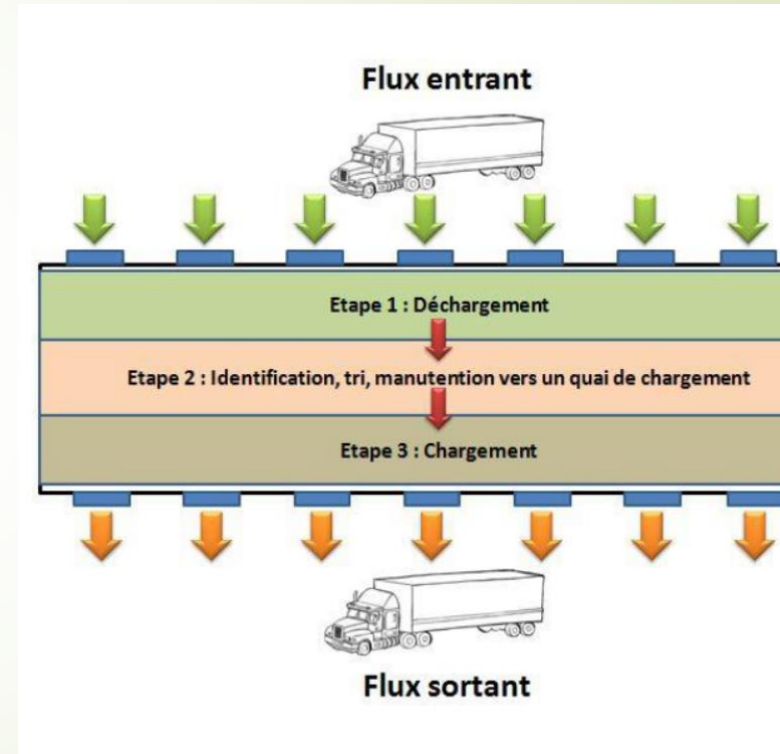 Flux entrant
Etape 1 : Déchargement
Etape 2 : Identification, tri, manutention vers un quai de chargement
Etape 3 : Chargement
Flux sortant